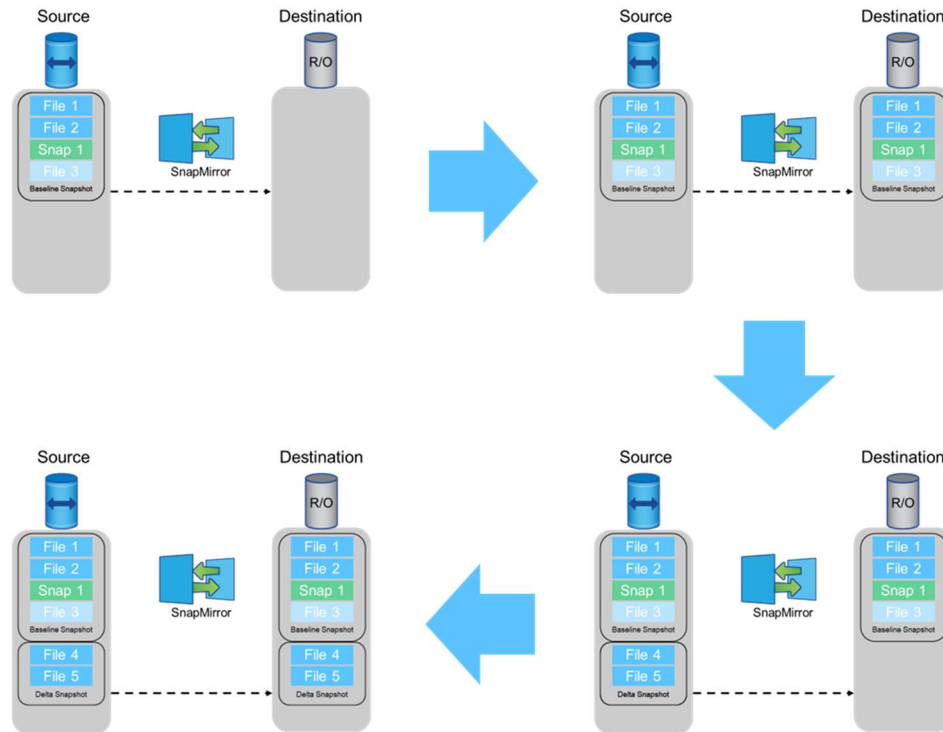 Source
Destination
R/O
File 1
File 2
Snap 1
File 3
Baseline Snapshot
SnapMirror
Source
Destination
R/O
File 1
File 2
Snap 1
File 3
Baseline Snapshot
SnapMirror
File 1
File 2
Snap 1
File 3
Baseline Snapshot
Source
Destination
R/O
File 1
File 2
Snap 1
File 3
Baseline Snapshot
File 4
File 5
Delta Snapshot
SnapMirror
File 1
File 2
Snap 1
File 3
Baseline Snapshot
File 4
File 5
Delta Snapshot
Source
Destination
R/O
File 1
File 2
Snap 1
File 3
Baseline Snapshot
File 4
File 5
Delta Snapshot
SnapMirror
File 1
File 2
Snap 1
File 3
Baseline Snapshot